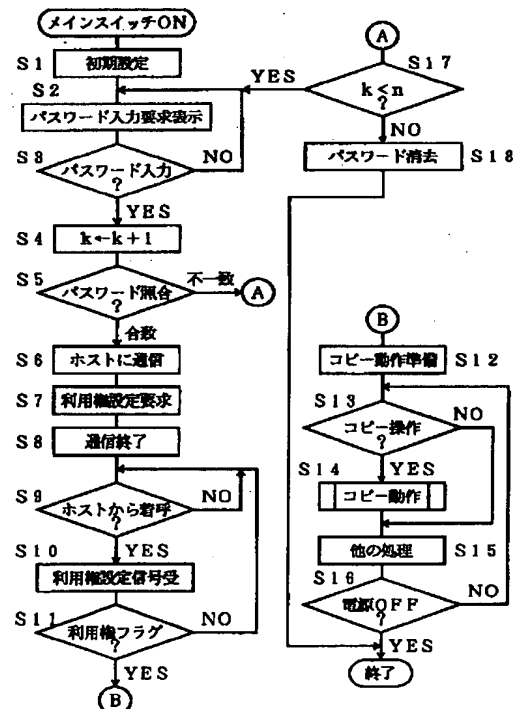 メインスイッチON
S1
初期設定
S2
パスワード入力要求表示
S3
パスワード入力
?
NO
YES
S4
k←k+1
S5
パスワード照合
?
不一致
A
合致
S6
ホストに通信
S7
利用権設定要求
S8
通信終了
S9
ホストから着呼
?
NO
YES
S10
利用権設定信号受
S11
利用権フラグ
?
NO
YES
B
A
S17
YES
k<n
?
NO
パスワード消去
S18
B
コピー動作準備
S12
S13
コピー操作
?
NO
YES
S14
コピー動作
他の処理
S15
S16
電源OFF
?
NO
YES
終了